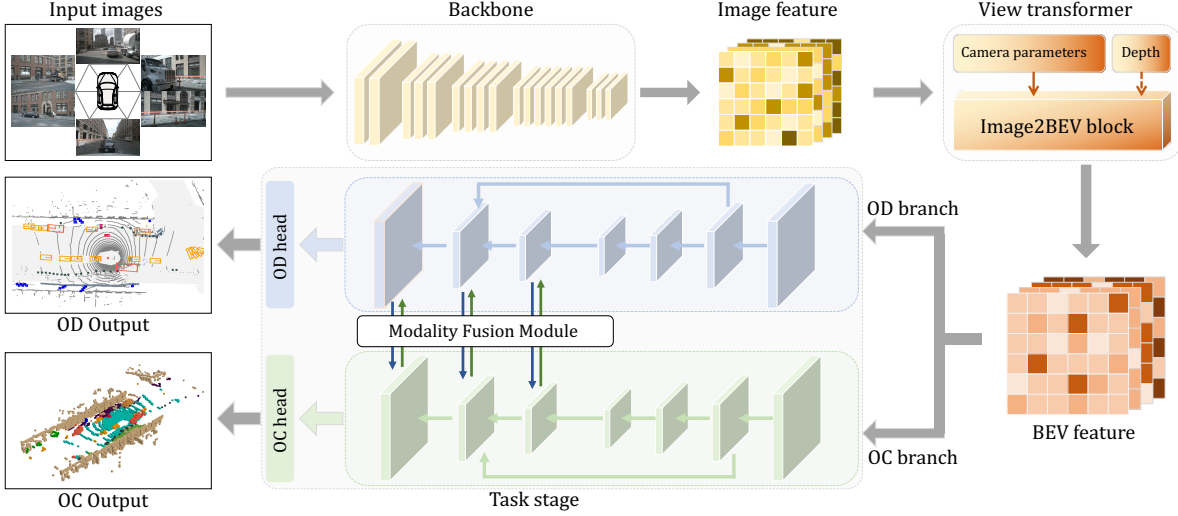 Input images
Backbone
Image feature
View transformer
Camera parameters
Depth
Image2BEV block
OD branch
OD head
OD Output
Modality Fusion Module
OC head
OC branch
BEV feature
OC Output
Task stage